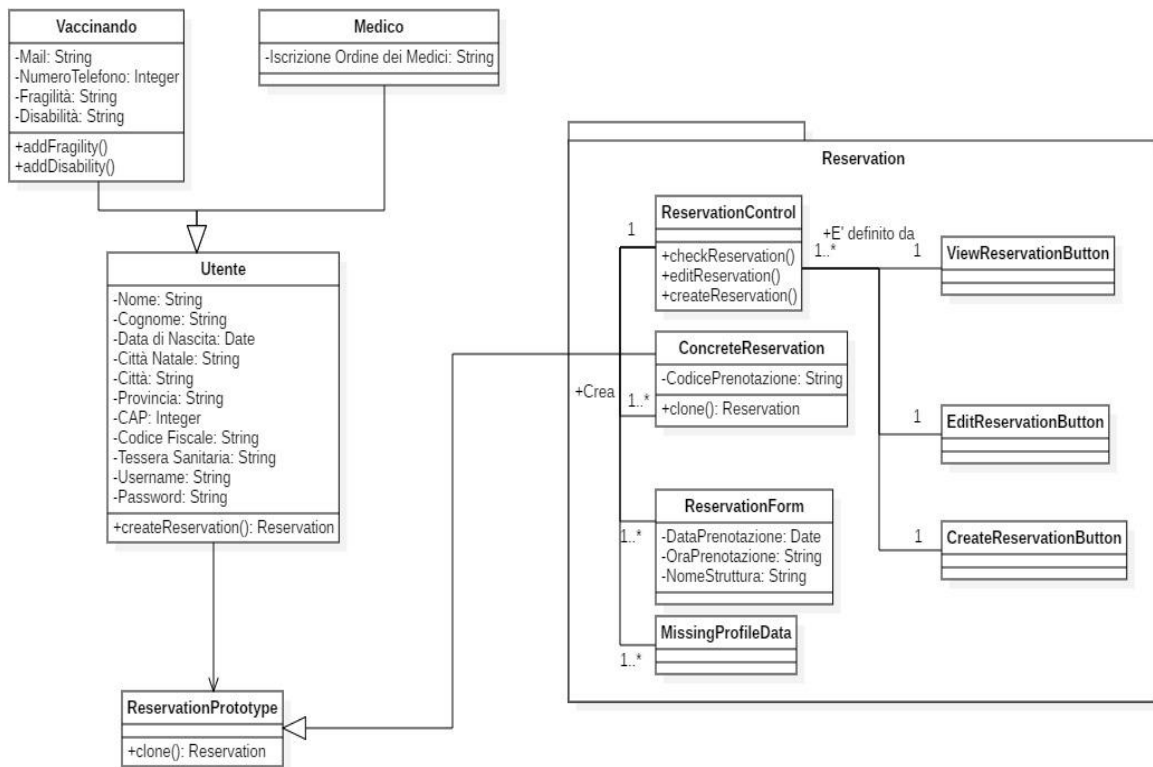 Vaccinando
-Mail: String
-NumeroTelefono: Integer
-Fragilità: String
-Disabilità: String
+addFragility()
+addDisability()
Medico
-Iscrizione Ordine dei Medici: String
Utente
-Nome: String
-Cognome: String
-Data di Nascita: Date
-Città Natale: String
-Città: String
-Provincia: String
-CAP: Integer
-Codice Fiscale: String
-Tessera Sanitaria: String
-Username: String
-Password: String
+createReservation(): Reservation
ReservationPrototype
+clone(): Reservation
Reservation
ReservationControl
+checkReservation()
+editReservation()
+createReservation()
1
+E' definito da
1..*
1
ViewReservationButton
ConcreteReservation
-CodicePrenotazione: String
+clone(): Reservation
+Crea
1..*
1
EditReservationButton
ReservationForm
-DataPrenotazione: Date
-OraPrenotazione: String
-NomeStruttura: String
1..*
1
CreateReservationButton
MissingProfileData
1..*